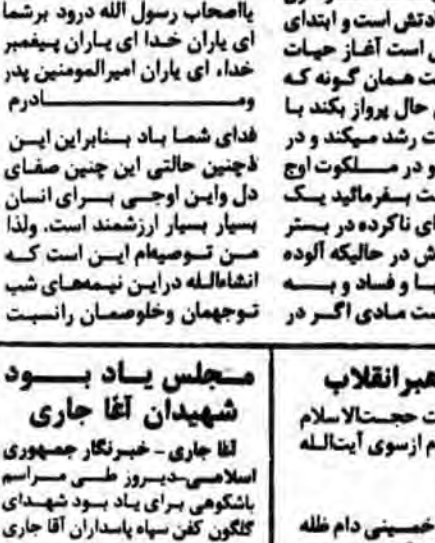 یااصحاب رسول الله درود برشما
ای یاران خدا ای یاران پیغمبر
خدا، ای یاران امیرالمومنین پدر
ومـــــــــــــادرم
فدای شما باد بنابراین این
چنین حالتی این چنین صفای
دل واین اوجی برای انسان
بسیار بسیار ارزشمند است. ولذا
من توصیه‌ام این است که
انشاءالله دراین نیمه‌های شب
توجهمان وخلوصمان رانسبت
دتش است و ابتدای
است آغاز حیات
ت همان گونه که
حال پرواز بکند با
ت رشد میکند و در
و در ملکوت اوج
ت بفرمائید یک
ای ناکرده در بستر
ش در حالیکه آلوده
ا و فساد و به
ست مادی اگر در
هبر انقلاب
ت حجت‌الاسلام
م ازسوی آیت‌الله
خمینی دام ظله
مجلس یاد بود
شهیدان آغا جاری
آغا جاری - خبرنگار جمهوری
اسلامی-دیروز طی مراسم
باشکوهی برای یاد بود شهدای
گلگون کفن سپاه پاسداران آقا جاری